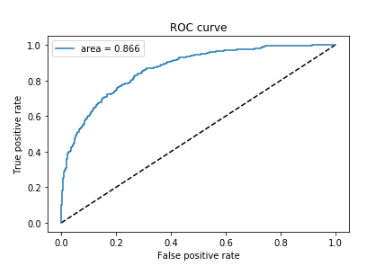 ROC curve
area = 0.866
True positive rate
1.0
0.8
0.6
0.4
0.2
0.0
0.0 0.2 0.4 0.6 0.8 1.0
False positive rate